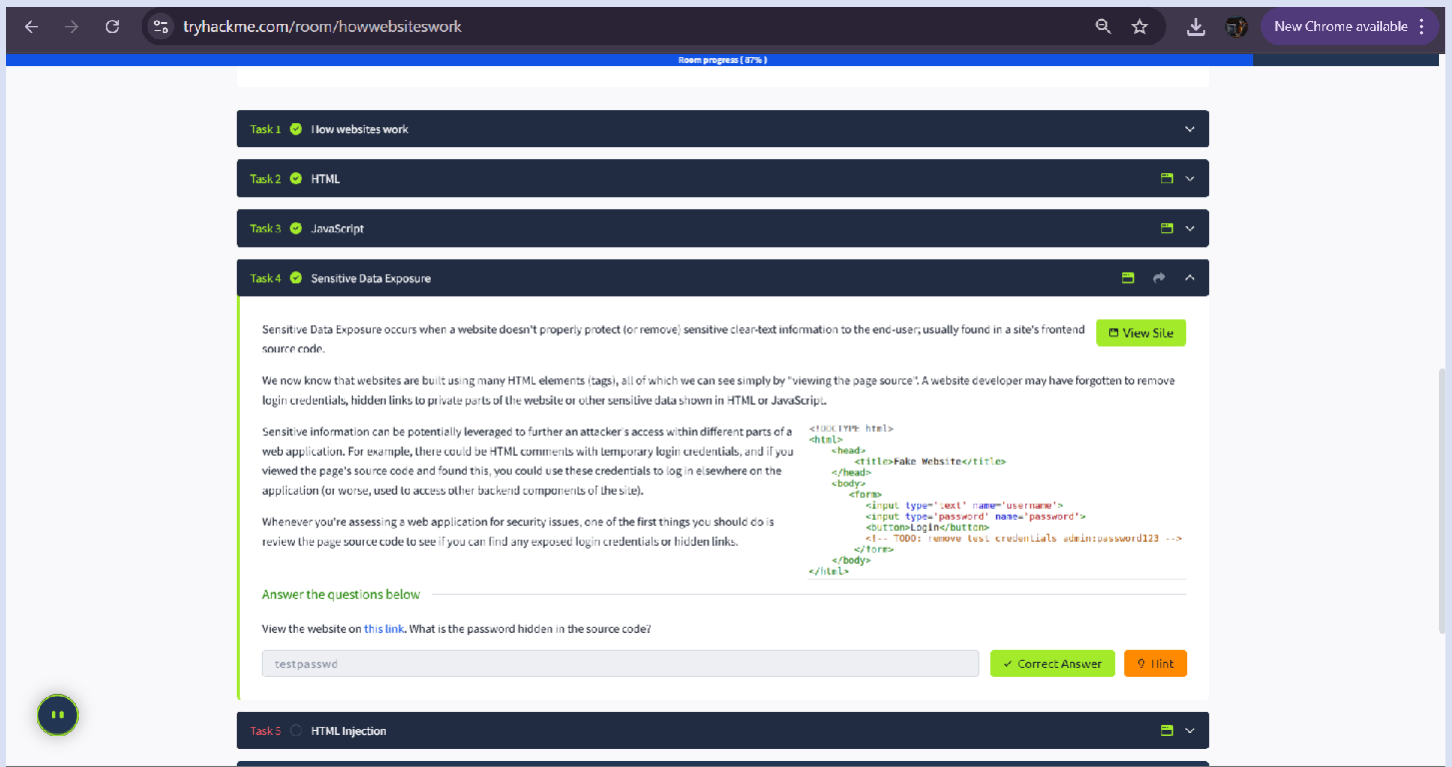 tryhackme.com/room/howwebsiteswork
New Chrome available
Room progress ( 87% )
Task 1 How websites work
Task 2 HTML
Task 3 JavaScript
Task 4 Sensitive Data Exposure
Sensitive Data Exposure occurs when a website doesn't properly protect (or remove) sensitive clear-text information to the end-user; usually found in a site's frontend
source code.
View Site
We now know that websites are built using many HTML elements (tags), all of which we can see simply by "viewing the page source". A website developer may have forgotten to remove
login credentials, hidden links to private parts of the website or other sensitive data shown in HTML or JavaScript.
Sensitive information can be potentially leveraged to further an attacker's access within different parts of a
web application. For example, there could be HTML comments with temporary login credentials, and if you
viewed the page's source code and found this, you could use these credentials to log in elsewhere on the
application (or worse, used to access other backend components of the site).
Whenever you're assessing a web application for security issues, one of the first things you should do is
review the page source code to see if you can find any exposed login credentials or hidden links.
<!DOCTYPE html>
<html>
<head>
<title>Fake Website</title>
</head>
<body>
<form>
<input type='text' name='username'>
<input type='password' name='password'>
<button>Login</button>
<!-- TODO: remove test credentials admin:password123 -->
</form>
</body>
</html>
Answer the questions below
View the website on this link. What is the password hidden in the source code?
testpasswd
Correct Answer
Hint
Task 5 HTML Injection